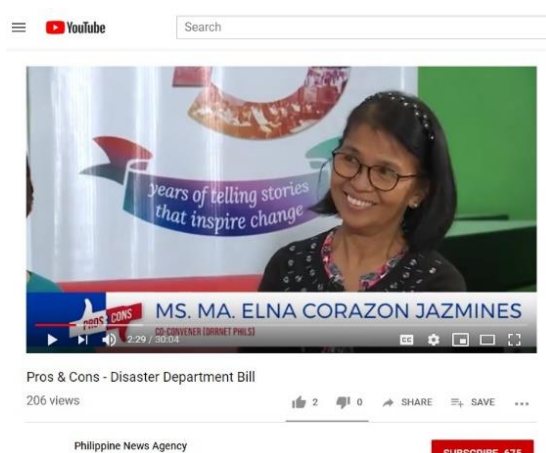 YouTube
Search
years of telling stories
that inspire change
PROS & CONS
MS. MA. ELNA CORAZON JAZMINES
CO-CONVENER (DRRNET PHILS)
2:29 / 30:04
Pros & Cons - Disaster Department Bill
206 views
2
0
SHARE
SAVE
Philippine News Agency
SUBSCRIBE 675